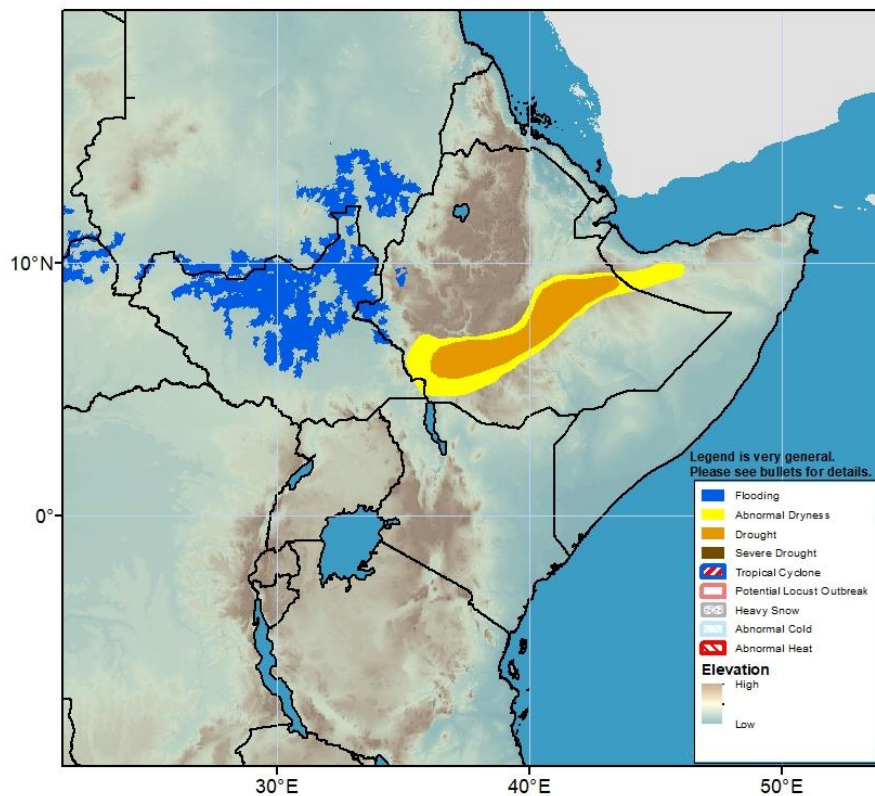 10°N
0°
30°E
40°E
50°E
Legend is very general.
Please see bullets for details.
Flooding
Abnormal Dryness
Drought
Severe Drought
Tropical Cyclone
Potential Locust Outbreak
Heavy Snow
Abnormal Cold
Abnormal Heat
Elevation
High
Low